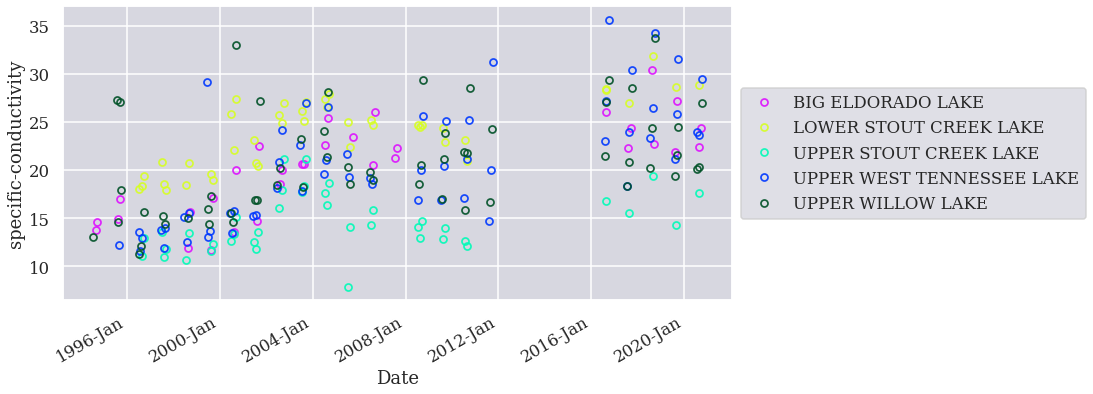 35
30
25
20
15
10
specific-conductivity
1996-Jan
2000-Jan
2004-Jan
2008-Jan
2012-Jan
2016-Jan
2020-Jan
Date
BIG ELDORADO LAKE
LOWER STOUT CREEK LAKE
UPPER STOUT CREEK LAKE
UPPER WEST TENNESSEE LAKE
UPPER WILLOW LAKE